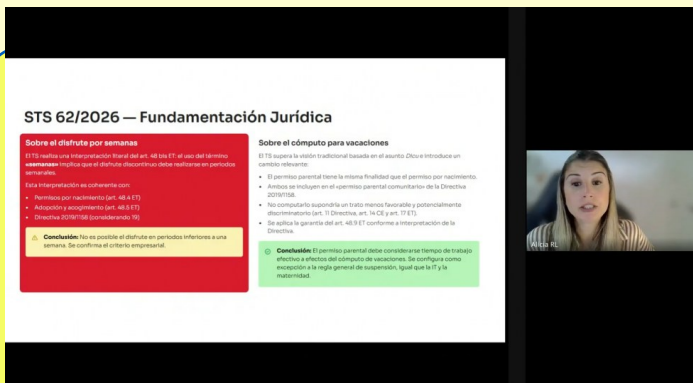 STS 62/2026 — Fundamentación Jurídica
Sobre el disfrute por semanas
El TS realiza una interpretación literal del art. 48 bis ET: el uso del término
«semanas» implica que el disfrute discontinuo debe realizarse en periodos
semanales.
Esta interpretación es coherente con:
• Permisos por nacimiento (art. 48.4 ET)
• Adopción y acogimiento (art. 48.5 ET)
• Directiva 2019/1158 (considerando 19)
Conclusión: No es posible el disfrute en periodos inferiores a una
semana. Se confirma el criterio empresarial.
Sobre el cómputo para vacaciones
El TS supera la visión tradicional basada en el asunto Dicu e introduce un
cambio relevante:
• El permiso parental tiene la misma finalidad que el permiso por nacimiento.
• Ambos se incluyen en el «permiso parental comunitario» de la Directiva
2019/1158.
• No computarlo supondría un trato menos favorable y potencialmente
discriminatorio (art. 11 Directiva, art. 14 CE y art. 17 ET).
• Se aplica la garantía del art. 48.9 ET conforme a interpretación de la
Directiva.
Conclusión: El permiso parental debe considerarse tiempo de trabajo
efectivo a efectos del cómputo de vacaciones. Se configura como
excepción a la regla general de suspensión, igual que la IT y la
maternidad.
Alicia RL